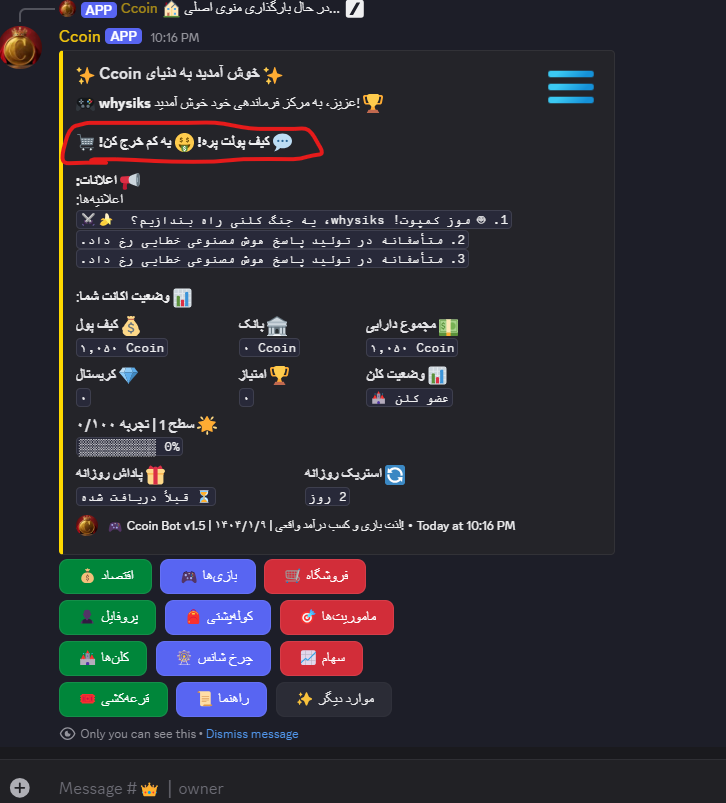 APP Ccoin 🏠 در حال بارگذاری منوی اصلی...
Ccoin APP 10:16 PM
✨ خوش آمدید به دنیای Ccoin ✨
🎮 whysiks عزیز، به مرکز فرماندهی خود خوش آمدید! 🏆
💬 کیف پولت پره! 🤑 یه کم خرج کن! 🛒
📢 اعلانات:
اعلانیه‌ها:
1. 🙂 موز کمپوت! whysiks، یه جنگ کلنی راه بندازیم؟ 🍌⚔️
2. متأسفانه در تولید پاسخ هوش مصنوعی خطایی رخ داد.
3. متأسفانه در تولید پاسخ هوش مصنوعی خطایی رخ داد.
📊 وضعیت اکانت شما:
💵 مجموع دارایی
🏦 بانک
💰 کیف پول
۱,۰۵۰ Ccoin
۰ Ccoin
۱,۰۵۰ Ccoin
📊 وضعیت کلن
🏆 امتیاز
💎 کریستال
عضو کلن 🏰
۰
۰
🌟 سطح 1 | تجربه ۰/۱۰۰
▒▒▒▒▒▒▒▒▒▒ 0%
🔄 استریک روزانه
🎁 پاداش روزانه
2 روز
⏳ قبلاً دریافت شده
🎮 Ccoin Bot v1.5 | ۱۴۰۴/۱/۹ | لذت بازی و کسب درآمد واقعی! • Today at 10:16 PM
💰 اقتصاد
🎮 بازی‌ها
🛒 فروشگاه
👤 پروفایل
🎒 کوله‌پشتی
🎯 ماموریت‌ها
🏰 کلن‌ها
🎡 چرخ شانس
📈 سهام
🎟️ قرعه‌کشی
📜 راهنما
✨ موارد دیگر
Only you can see this • Dismiss message
Message # 👑 | owner